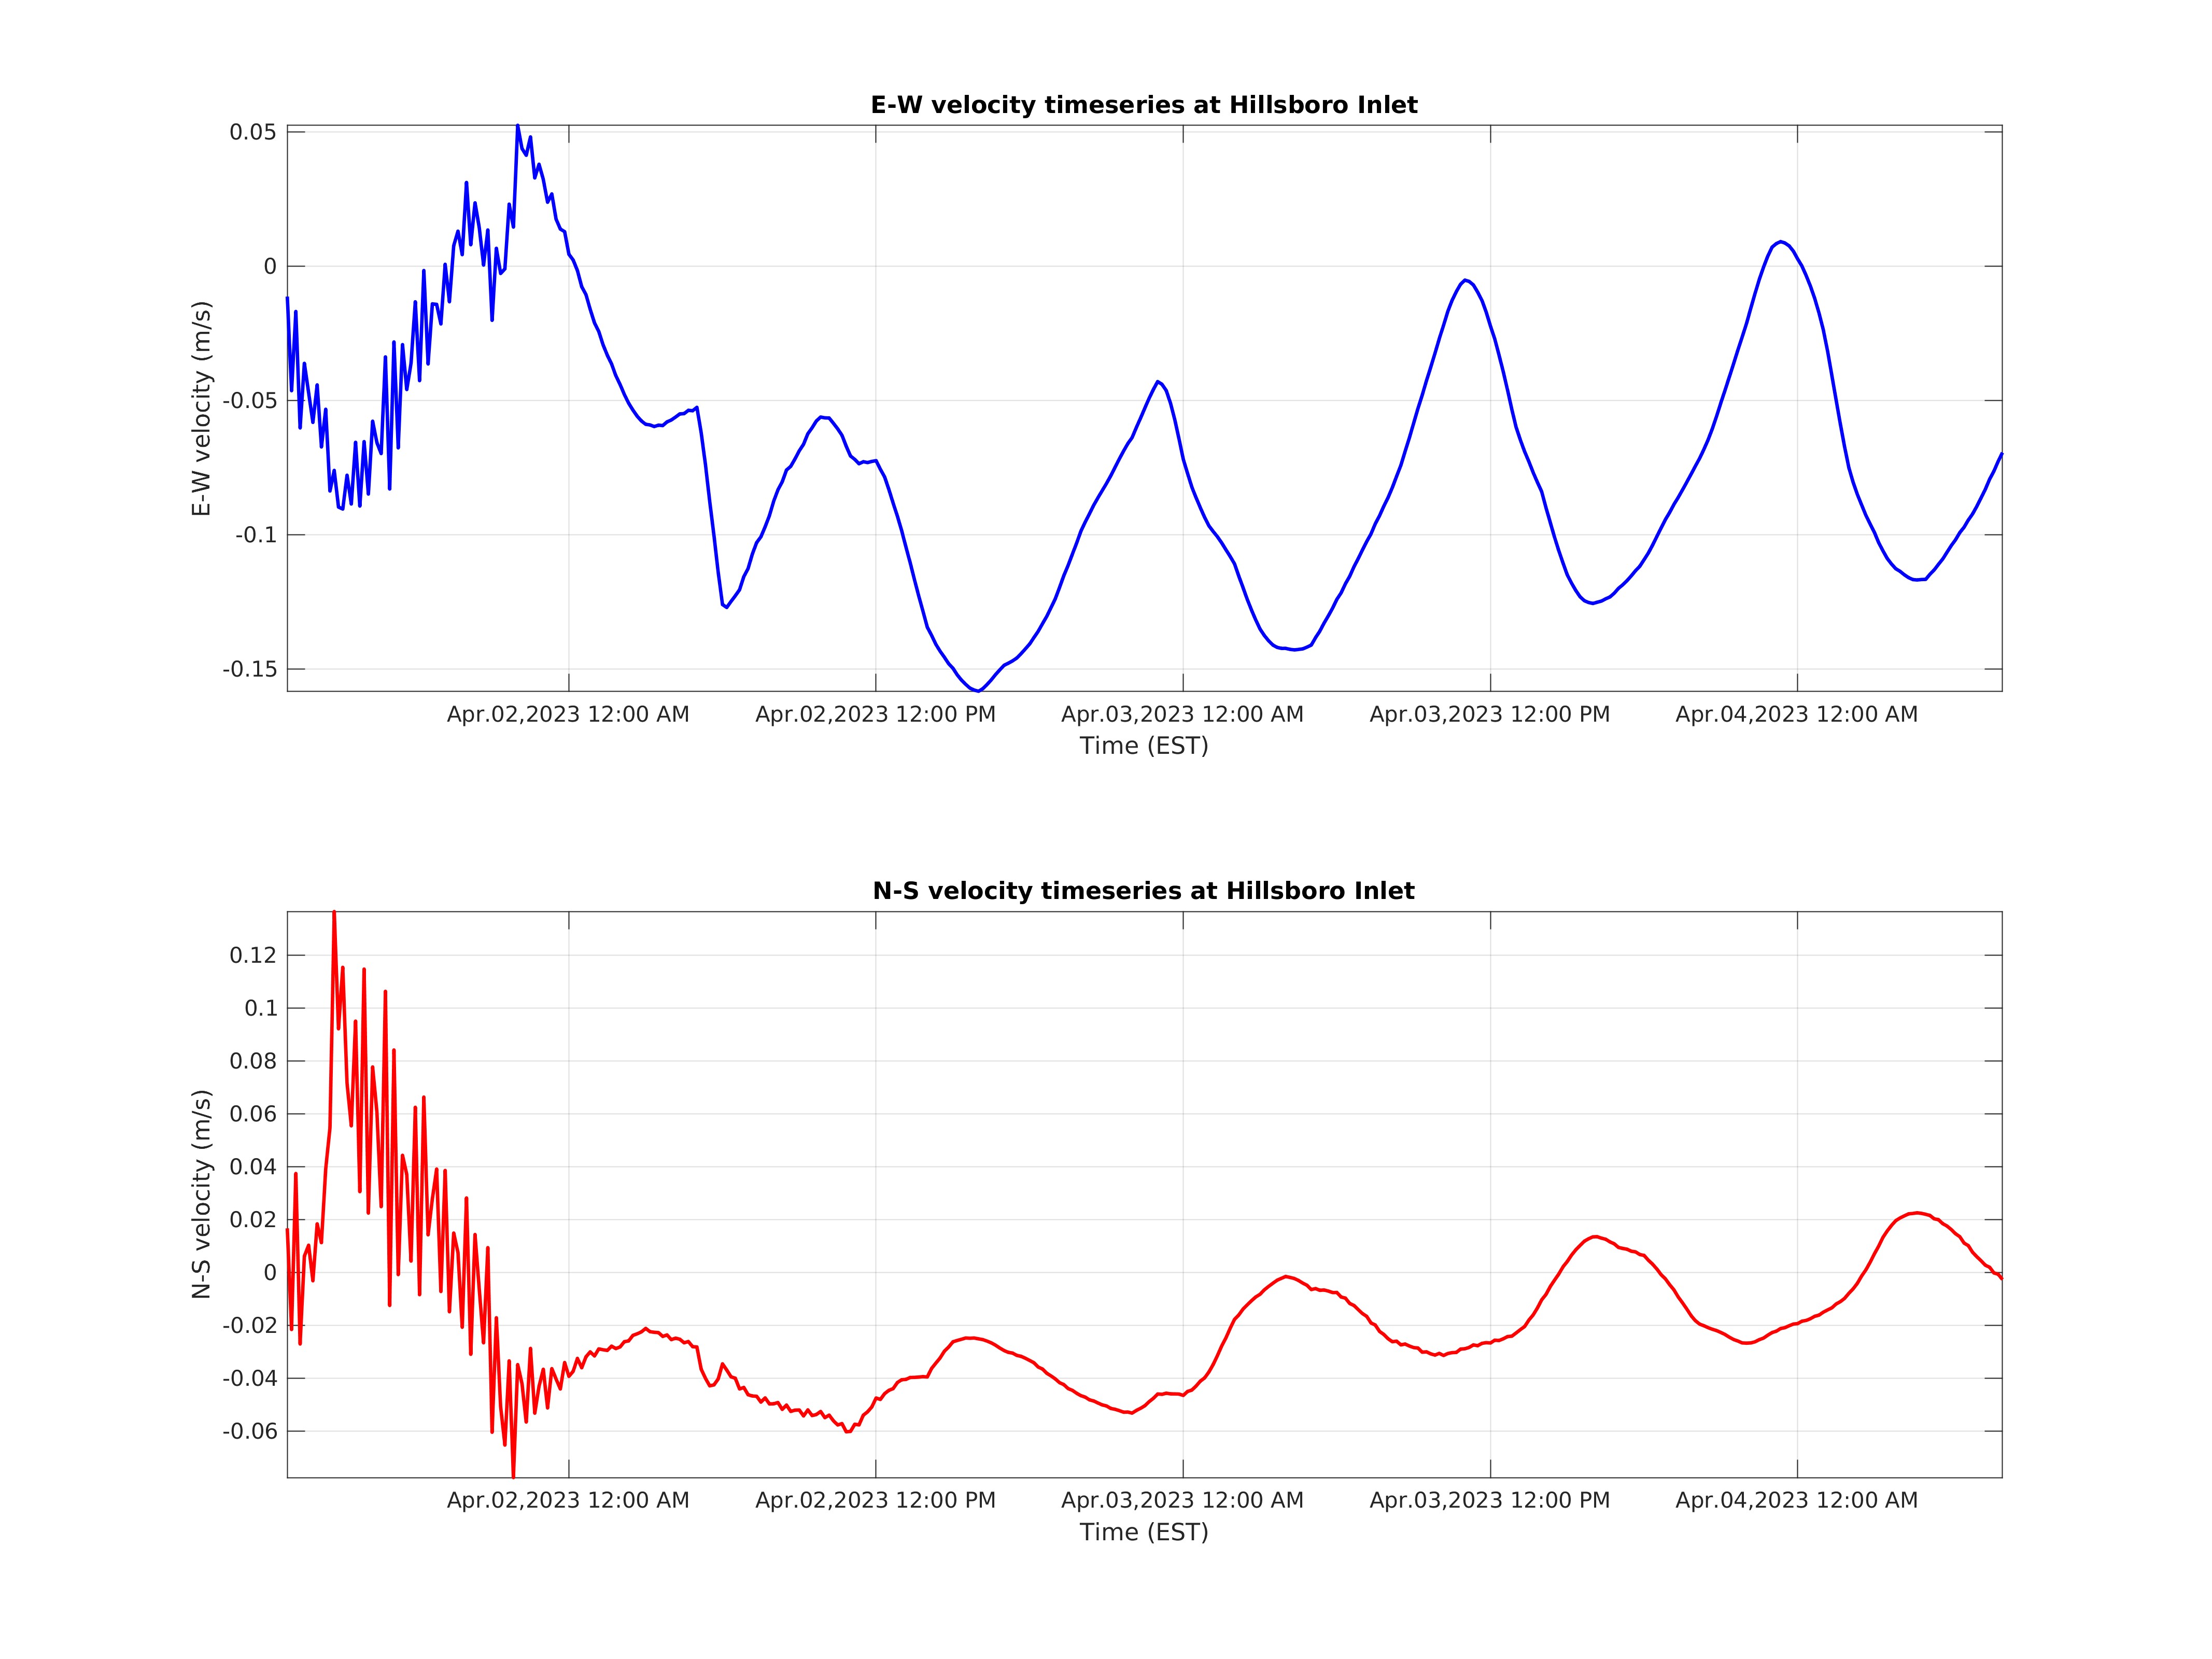 E-W velocity timeseries at Hillsboro Inlet
0.05
0
-0.05
-0.1
-0.15
E-W velocity (m/s)
Apr.02,2023 12:00 AM Apr.02,2023 12:00 PM Apr.03,2023 12:00 AM Apr.03,2023 12:00 PM Apr.04,2023 12:00 AM
Time (EST)
N-S velocity timeseries at Hillsboro Inlet
0.12
0.1
0.08
0.06
0.04
0.02
0
-0.02
-0.04
-0.06
N-S velocity (m/s)
Apr.02,2023 12:00 AM Apr.02,2023 12:00 PM Apr.03,2023 12:00 AM Apr.03,2023 12:00 PM Apr.04,2023 12:00 AM
Time (EST)